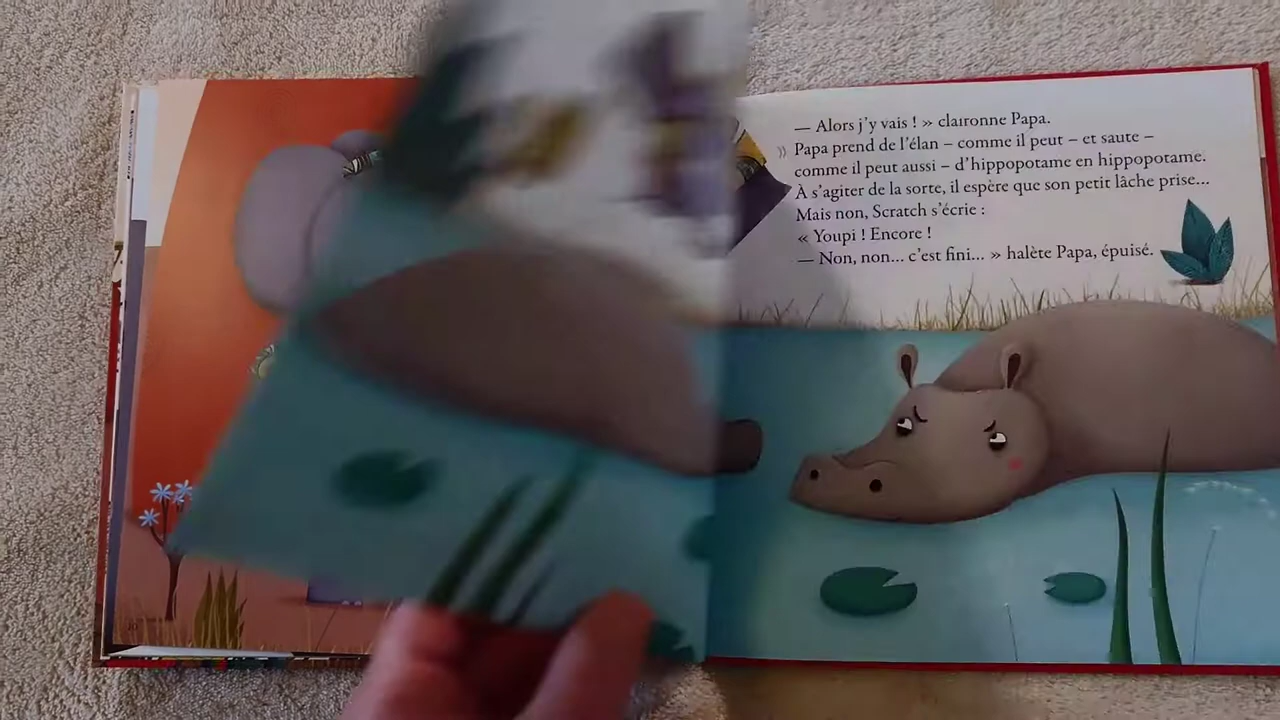 — Alors j'y vais ! » claironne Papa.
Papa prend de l'élan – comme il peut – et saute –
comme il peut aussi – d'hippopotame en hippopotame.
À s'agiter de la sorte, il espère que son petit lâche prise...
Mais non, Scratch s'écrie :
« Youpi ! Encore !
— Non, non... c'est fini... » halète Papa, épuisé.